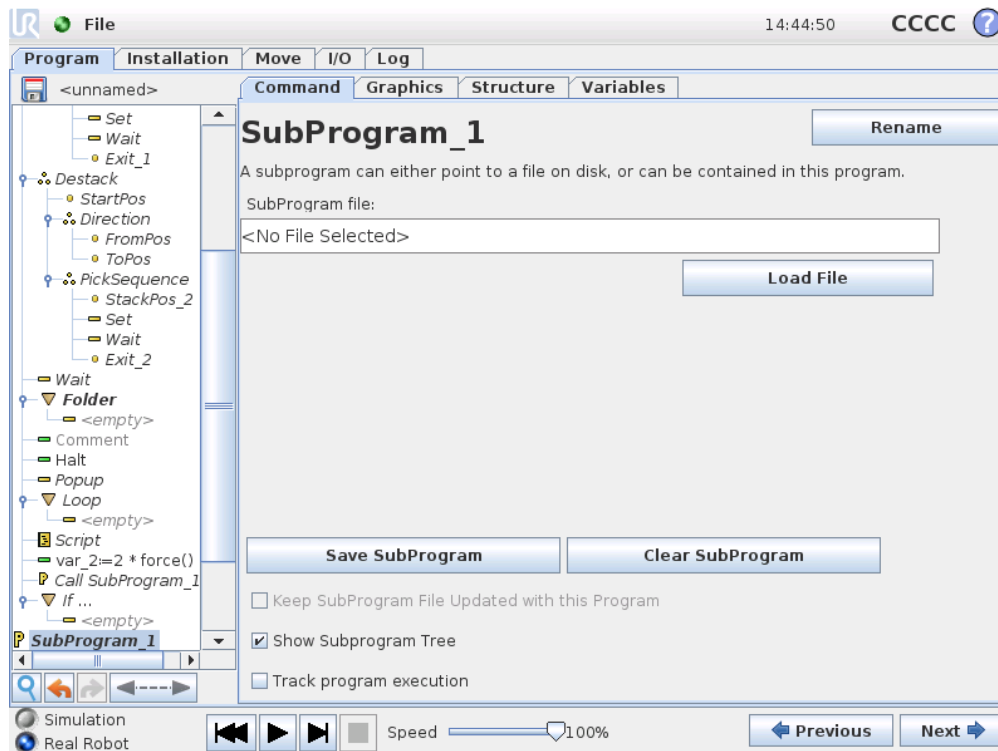 UR File 14:44:50 CCCC ?
Program Installation Move I/O Log
<unnamed>
Command Graphics Structure Variables
Set
Wait
Exit_1
Destack
StartPos
Direction
FromPos
ToPos
PickSequence
StackPos_2
Set
Wait
Exit_2
Wait
Folder
<empty>
Comment
Halt
Popup
Loop
<empty>
Script
var_2:=2 * force()
P Call SubProgram_1
If ...
<empty>
P SubProgram_1
SubProgram_1
Rename
A subprogram can either point to a file on disk, or can be contained in this program.
SubProgram file:
<No File Selected>
Load File
Save SubProgram Clear SubProgram
Keep SubProgram File Updated with this Program
Show Subprogram Tree
Track program execution
Simulation
Real Robot
Speed 100%
Previous Next